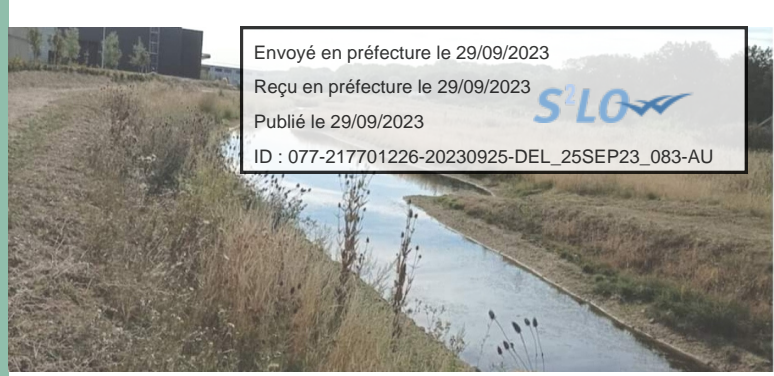 Envoyé en préfecture le 29/09/2023
Reçu en préfecture le 29/09/2023
S²LO
Publié le 29/09/2023
ID : 077-217701226-20230925-DEL_25SEP23_083-AU